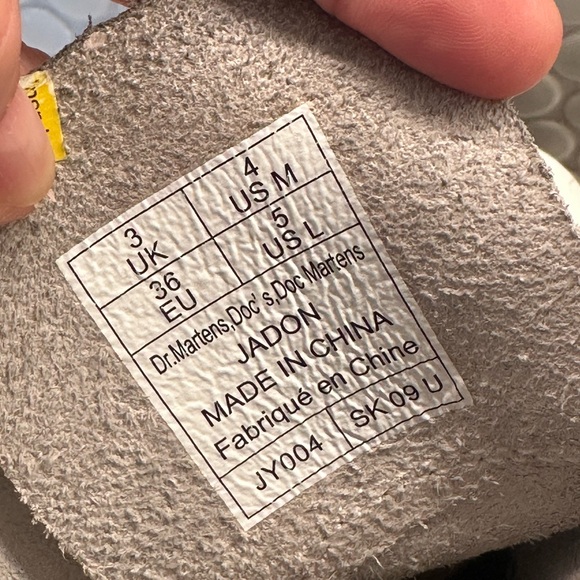 3 UK
4 US M
36 EU
5 US L
Dr.Martens,Doc's,Doc Martens
JADON
MADE IN CHINA
Fabriqué en Chine
JY004 SK 09 U